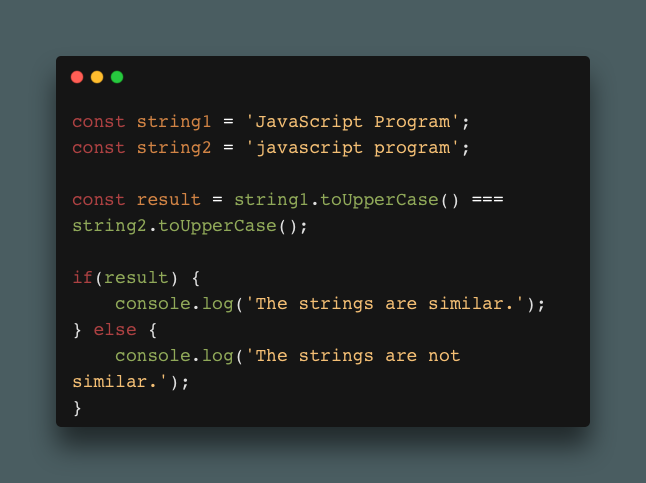 const string1 = 'JavaScript Program';
const string2 = 'javascript program';
const result = string1.toUpperCase() ===
string2.toUpperCase();
if(result) {
    console.log('The strings are similar.');
} else {
    console.log('The strings are not
similar.');
}